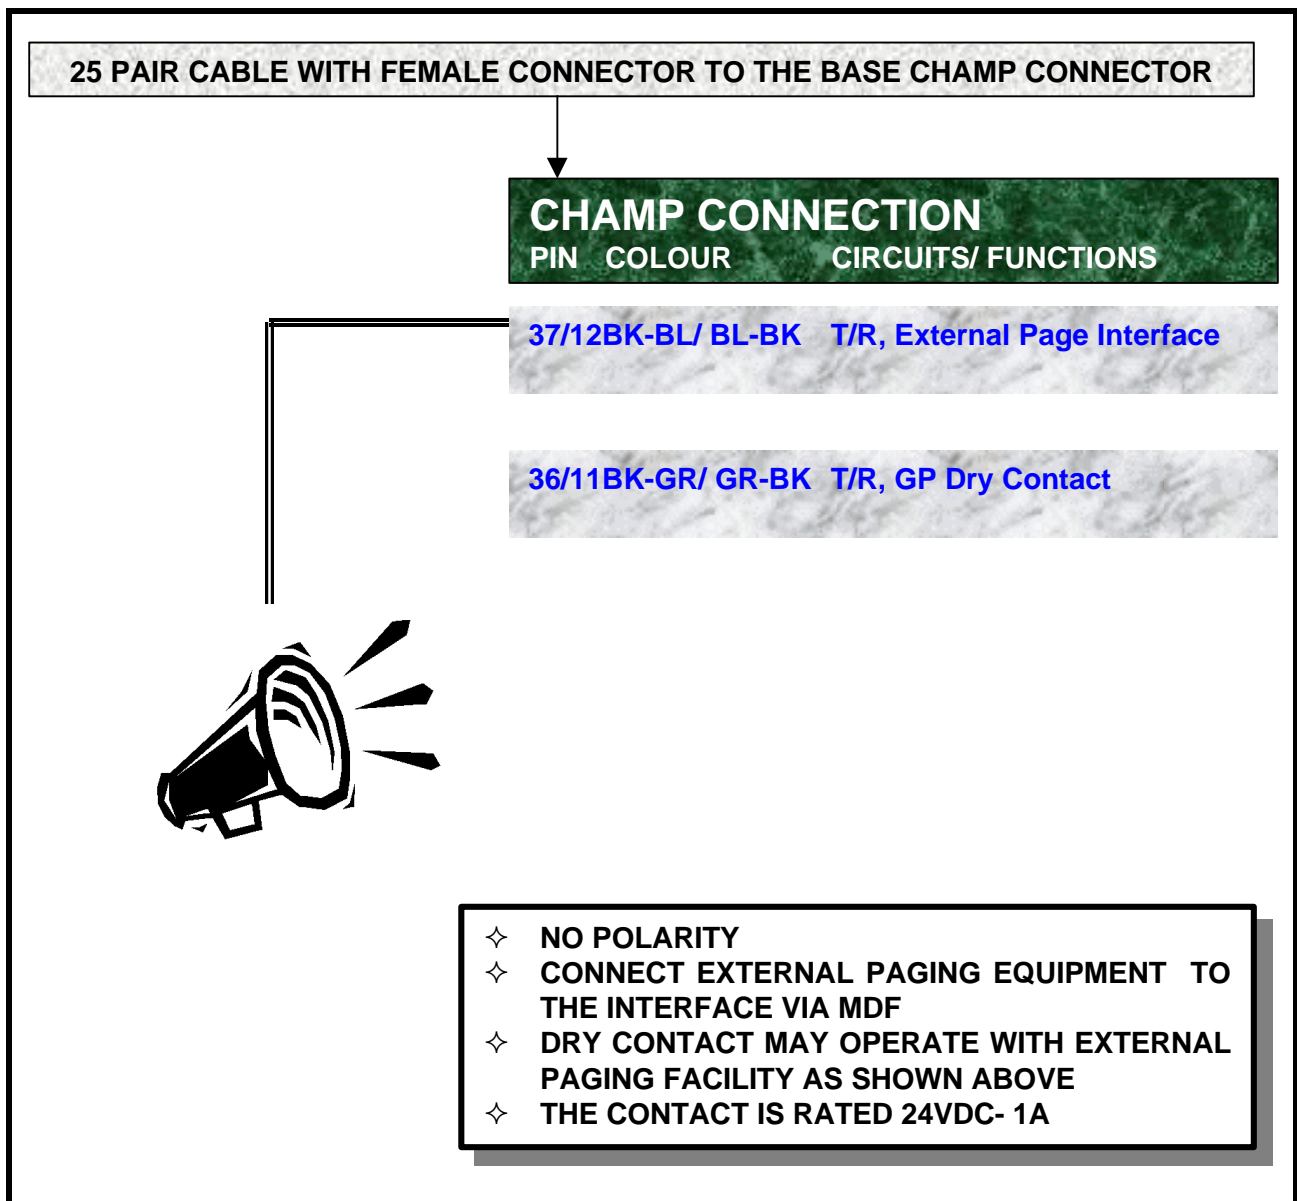 25 PAIR CABLE WITH FEMALE CONNECTOR TO THE BASE CHAMP CONNECTOR
CHAMP CONNECTION
PIN COLOUR CIRCUITS/ FUNCTIONS
37/12BK-BL/ BL-BK T/R, External Page Interface
36/11BK-GR/ GR-BK T/R, GP Dry Contact
✧ NO POLARITY
✧ CONNECT EXTERNAL PAGING EQUIPMENT TO
THE INTERFACE VIA MDF
✧ DRY CONTACT MAY OPERATE WITH EXTERNAL
PAGING FACILITY AS SHOWN ABOVE
✧ THE CONTACT IS RATED 24VDC- 1A